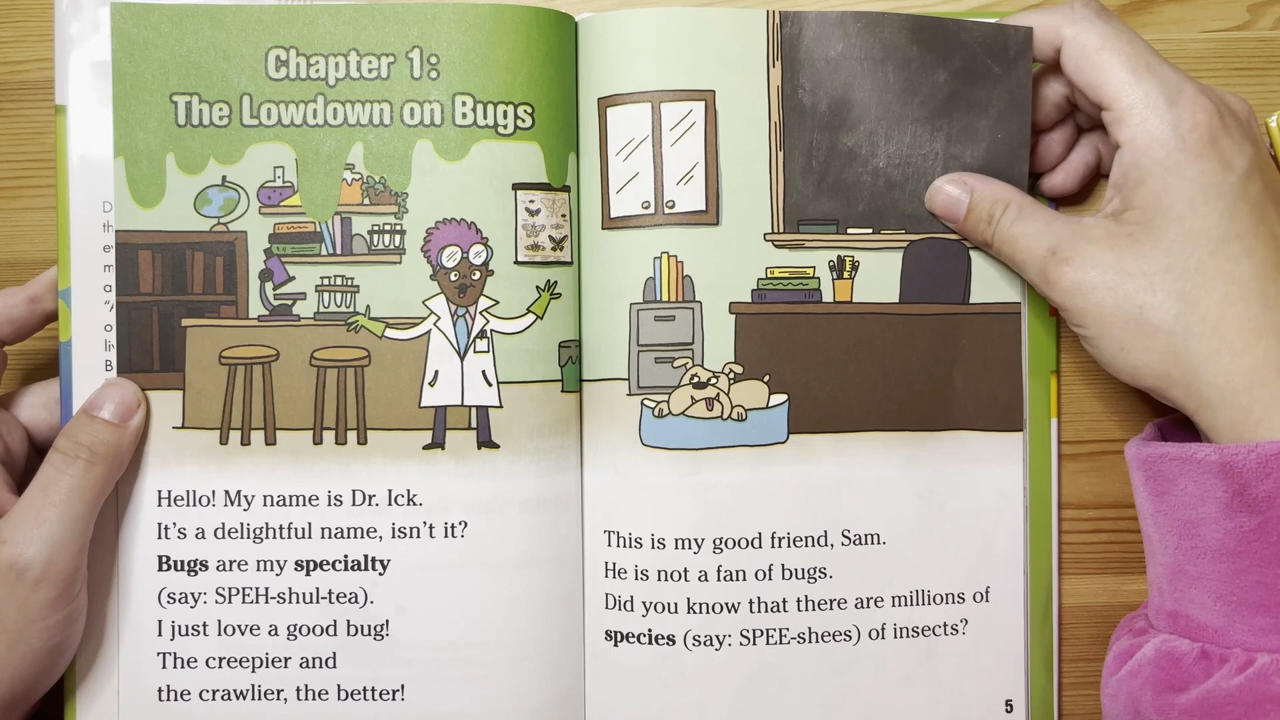 Chapter 1:
The Lowdown on Bugs
Hello! My name is Dr. Ick.
It's a delightful name, isn't it?
Bugs are my specialty
(say: SPEH-shul-tea).
I just love a good bug!
The creepier and
the crawlier, the better!
This is my good friend, Sam.
He is not a fan of bugs.
Did you know that there are millions of
species (say: SPEE-shees) of insects?
5